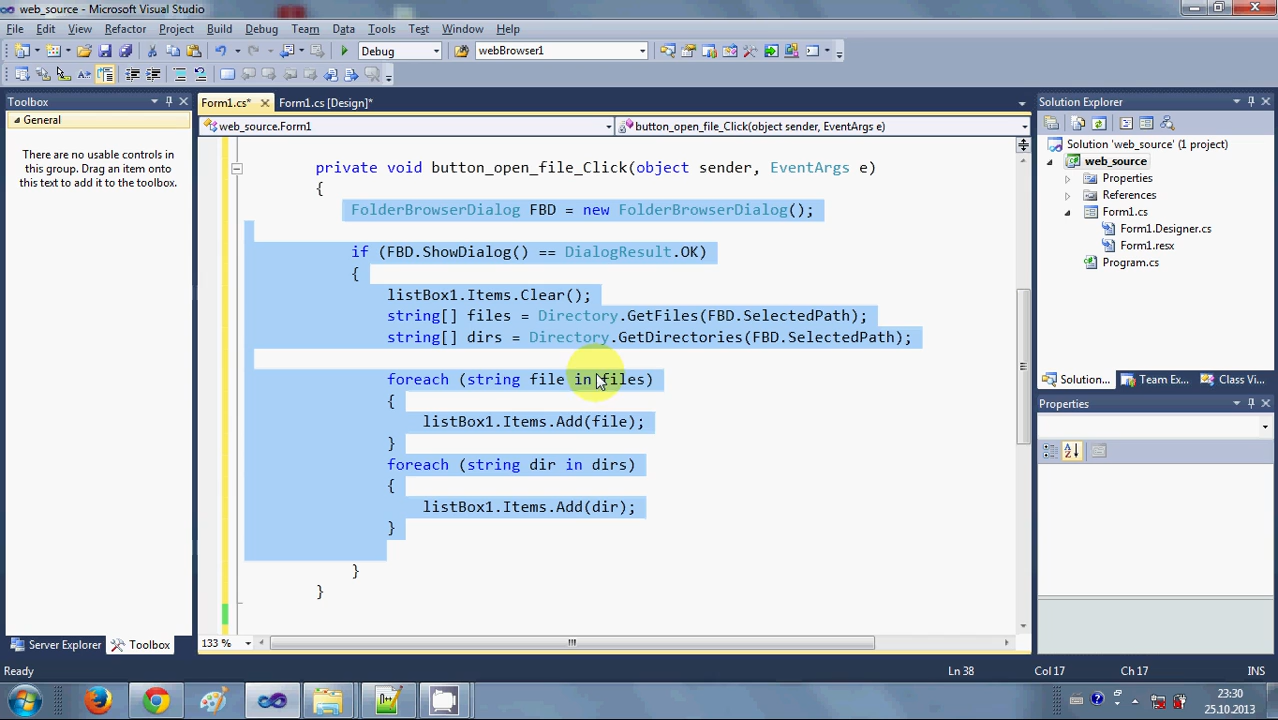 web_source - Microsoft Visual Studio
File Edit View Refactor Project Build Debug Team Data Tools Test Window Help
Debug webBrowser1
Toolbox
General
There are no usable controls in
this group. Drag an item onto
this text to add it to the toolbox.
Server Explorer Toolbox
Form1.cs* Form1.cs [Design]*
web_source.Form1 button_open_file_Click(object sender, EventArgs e)
private void button_open_file_Click(object sender, EventArgs e)
{
FolderBrowserDialog FBD = new FolderBrowserDialog();
if (FBD.ShowDialog() == DialogResult.OK)
{
listBox1.Items.Clear();
string[] files = Directory.GetFiles(FBD.SelectedPath);
string[] dirs = Directory.GetDirectories(FBD.SelectedPath);
foreach (string file in files)
{
listBox1.Items.Add(file);
}
foreach (string dir in dirs)
{
listBox1.Items.Add(dir);
}
}
}
133 %
Solution Explorer
Solution 'web_source' (1 project)
web_source
Properties
References
Form1.cs
Form1.Designer.cs
Form1.resx
Program.cs
Solution... Team Ex... Class Vi...
Properties
Ready Ln 38 Col 17 Ch 17 INS
23:30
25.10.2013